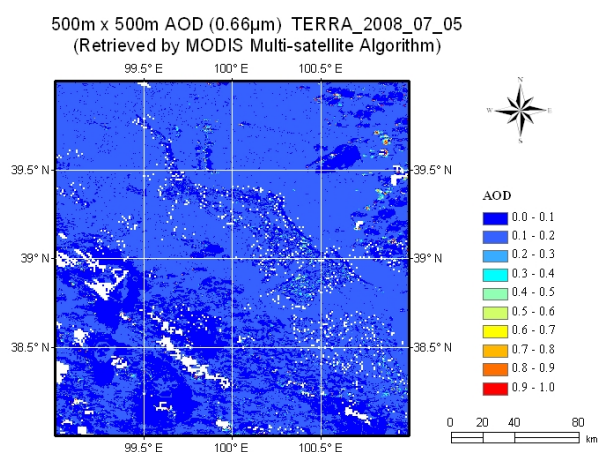 500m x 500m AOD (0.66µm) TERRA_2008_07_05
(Retrieved by MODIS Multi-satellite Algorithm)
99.5°E 100°E 100.5°E
N
W E
S
39.5° N 39.5° N
39° N 39° N
38.5° N 38.5° N
99.5°E 100°E 100.5°E
AOD
0.0 - 0.1
0.1 - 0.2
0.2 - 0.3
0.3 - 0.4
0.4 - 0.5
0.5 - 0.6
0.6 - 0.7
0.7 - 0.8
0.8 - 0.9
0.9 - 1.0
0 20 40 80
km